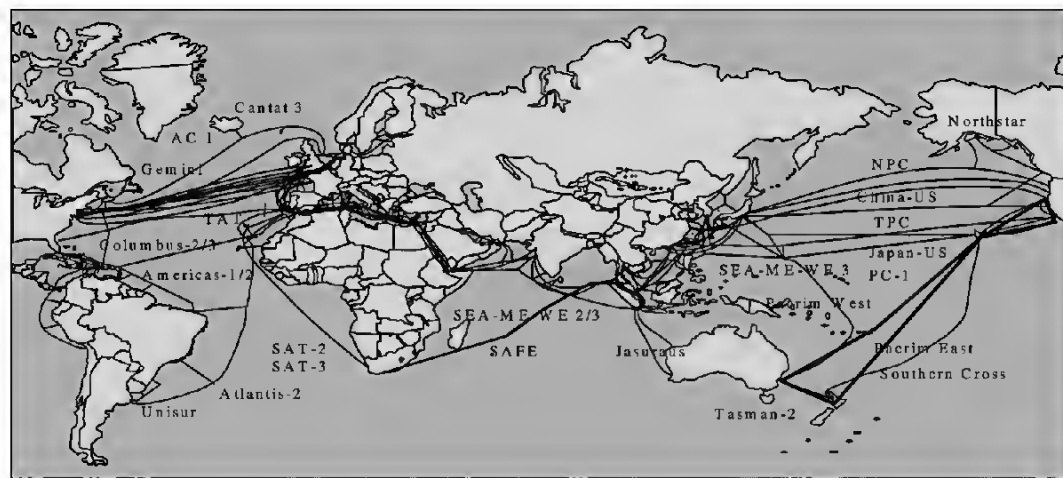 Cantat 3
Northstar
AC 1
Gemini
NPC
China-US
TAT
TPC
Columbus-2/3
Japan-US
Americas-1/2
SEA-ME-WE 3
PC-1
Pacrim West
SEA-ME-WE 2/3
SAT-2
SAFE
Jasuraus
Pacrim East
SAT-3
Southern Cross
Atlantis-2
Unisur
Tasman-2